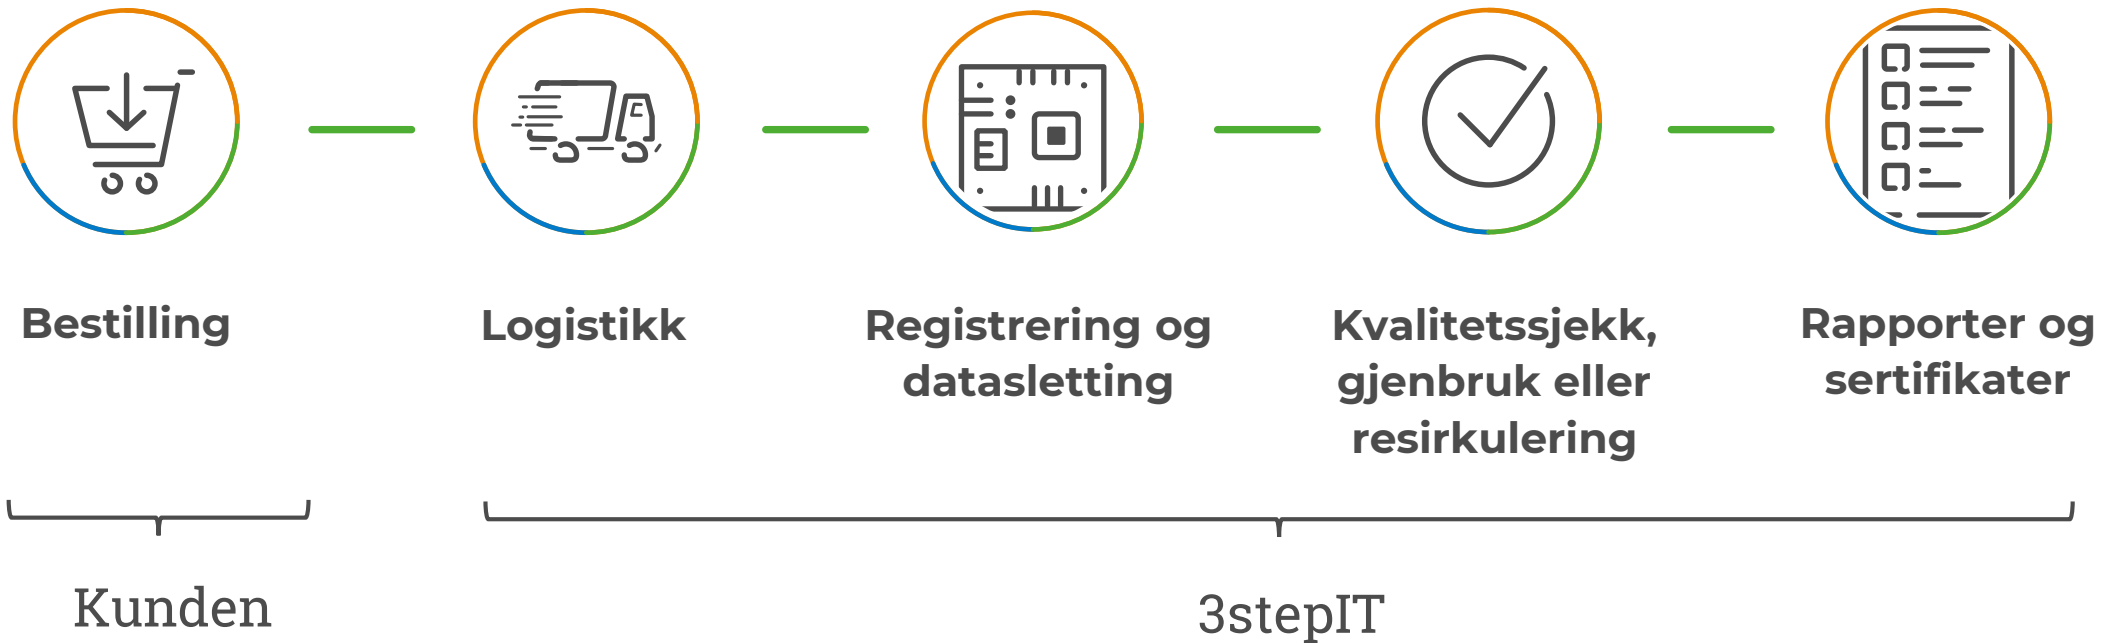 Bestilling
Logistikk
Registrering og
datasletting
Kvalitetssjekk,
gjenbruk eller
resirkulering
Rapporter og
sertifikater
Kunden
3stepIT